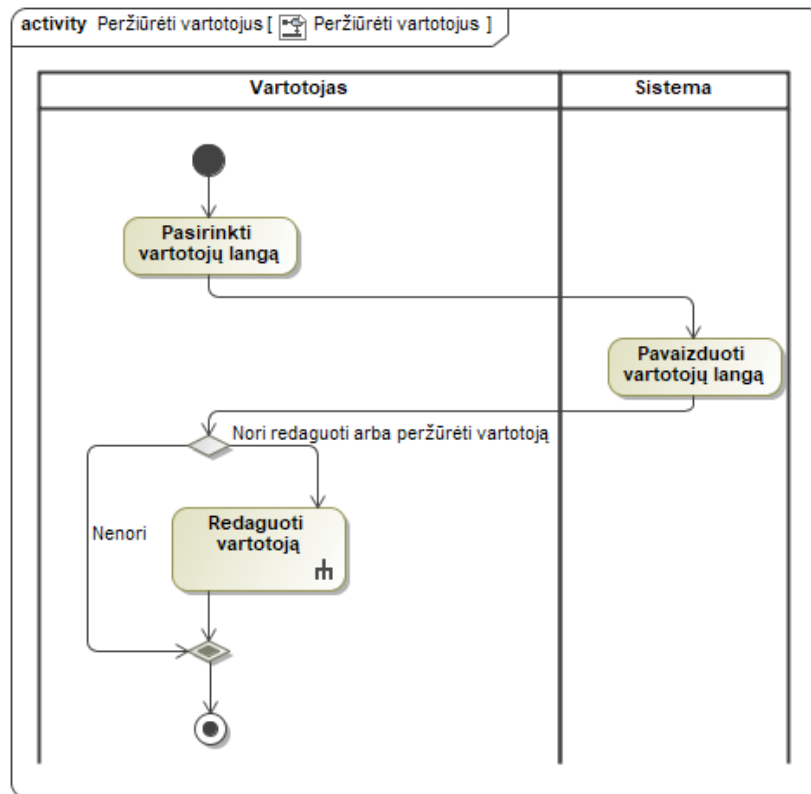 activity Peržiūrėti vartotojus [ Peržiūrėti vartotojus ]
Vartotojas
Sistema
Pasirinkti
vartotojų langą
Pavaizduoti
vartotojų langą
Nori redaguoti arba peržūrėti vartotoją
Nenori
Redaguoti
vartotoją